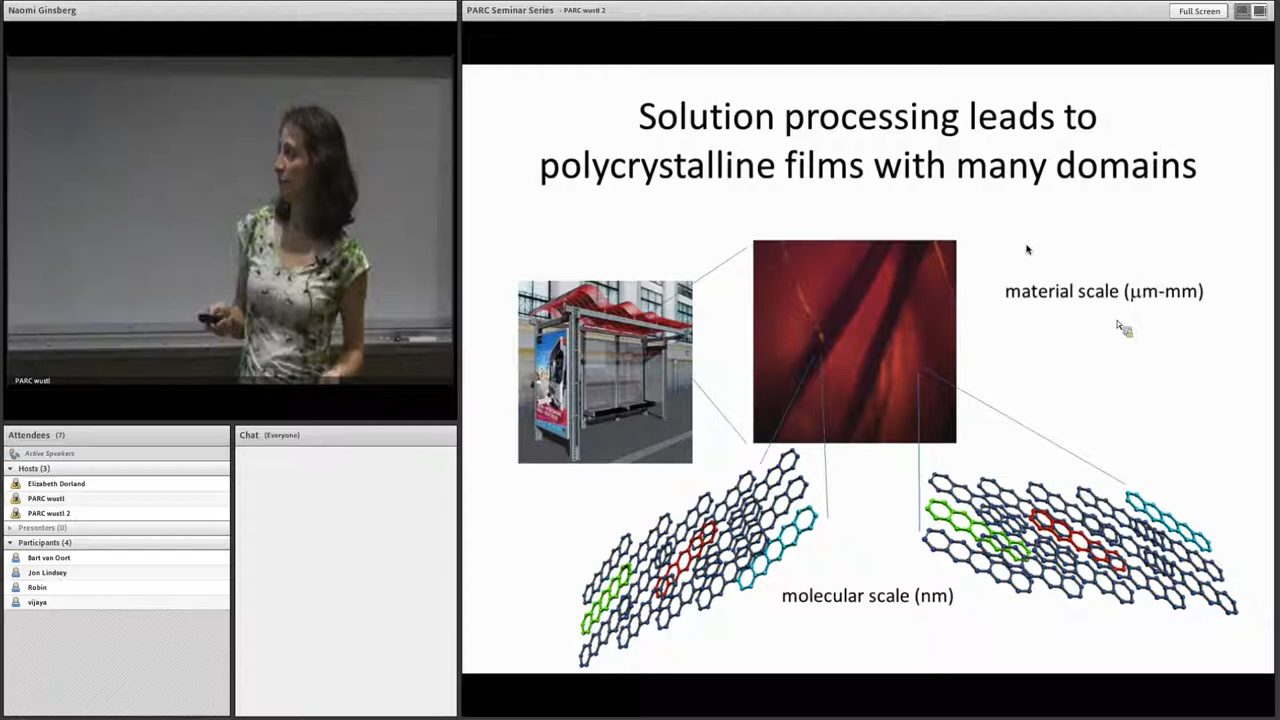 Naomi Ginsberg
PARC wustl
Attendees (7)
Active Speakers
Hosts (3)
Elizabeth Dorland
PARC wustl
PARC wustl 2
Presenters (0)
Participants (4)
Bart van Oort
Jon Lindsey
Robin
vijaya
Chat (Everyone)
PARC Seminar Series - PARC wustl 2
Full Screen
Solution processing leads to
polycrystalline films with many domains
material scale (μm-mm)
molecular scale (nm)